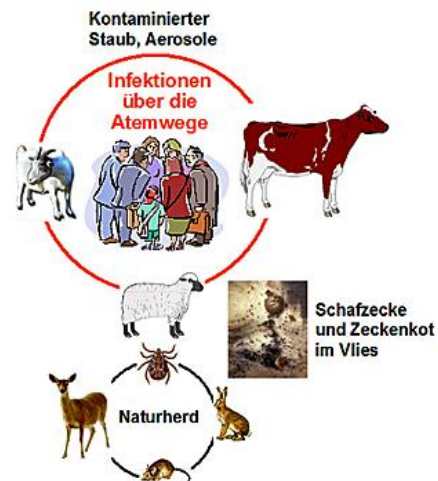 Kontaminierter
Staub, Aerosole
Infektionen
über die
Atemwege
Schafzecke
und Zeckenkot
im Vlies
Naturherd